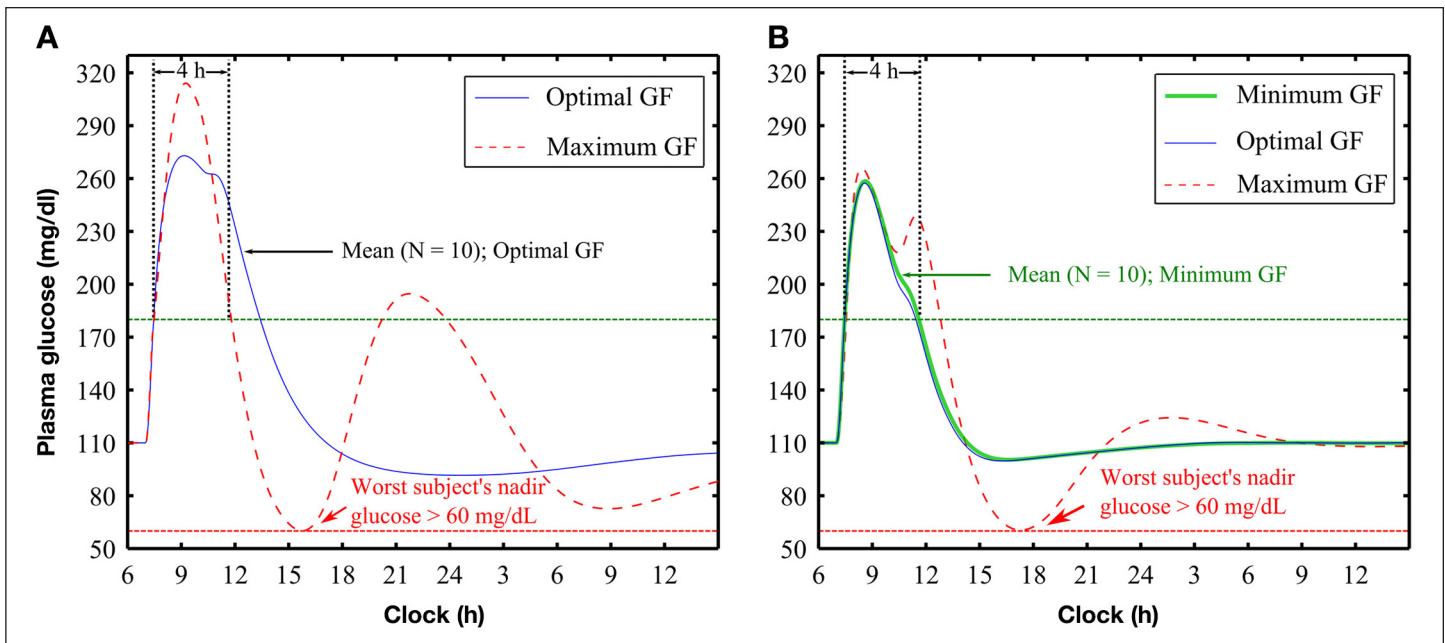 A
Plasma glucose (mg/dl)
320
290
260
230
200
170
140
110
80
50
4 h
Optimal GF
Maximum GF
Mean (N = 10); Optimal GF
Worst subject's nadir
glucose > 60 mg/dL
6 9 12 15 18 21 24 3 6 9 12
Clock (h)
B
320
290
260
230
200
170
140
110
80
50
4 h
Minimum GF
Optimal GF
Maximum GF
Mean (N = 10); Minimum GF
Worst subject's nadir
glucose > 60 mg/dL
6 9 12 15 18 21 24 3 6 9 12
Clock (h)